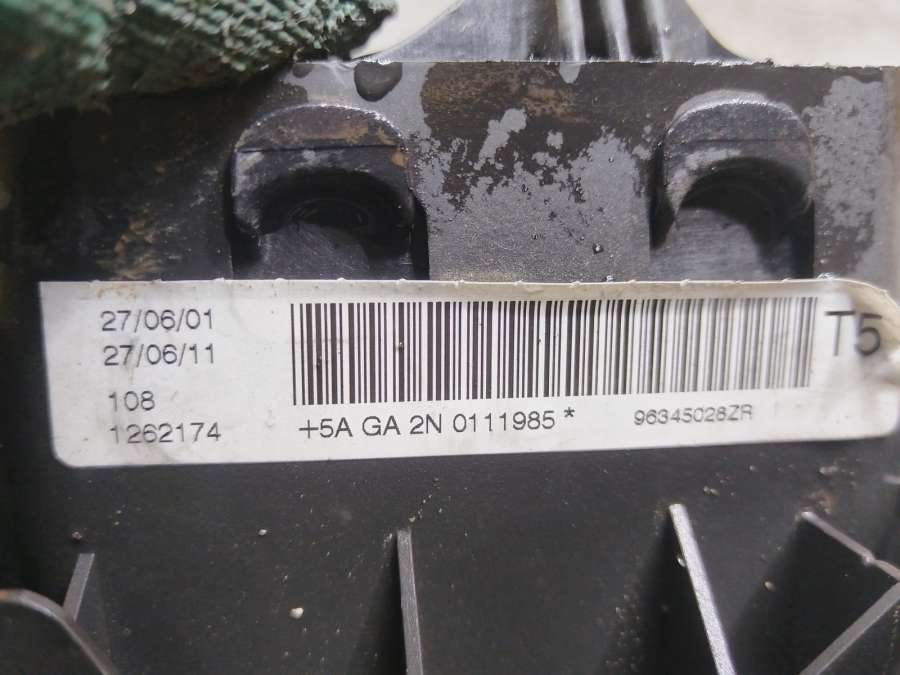 27/06/01
27/06/11
108
1262174
+5A GA 2N 0111985 *
96345028ZR
T5